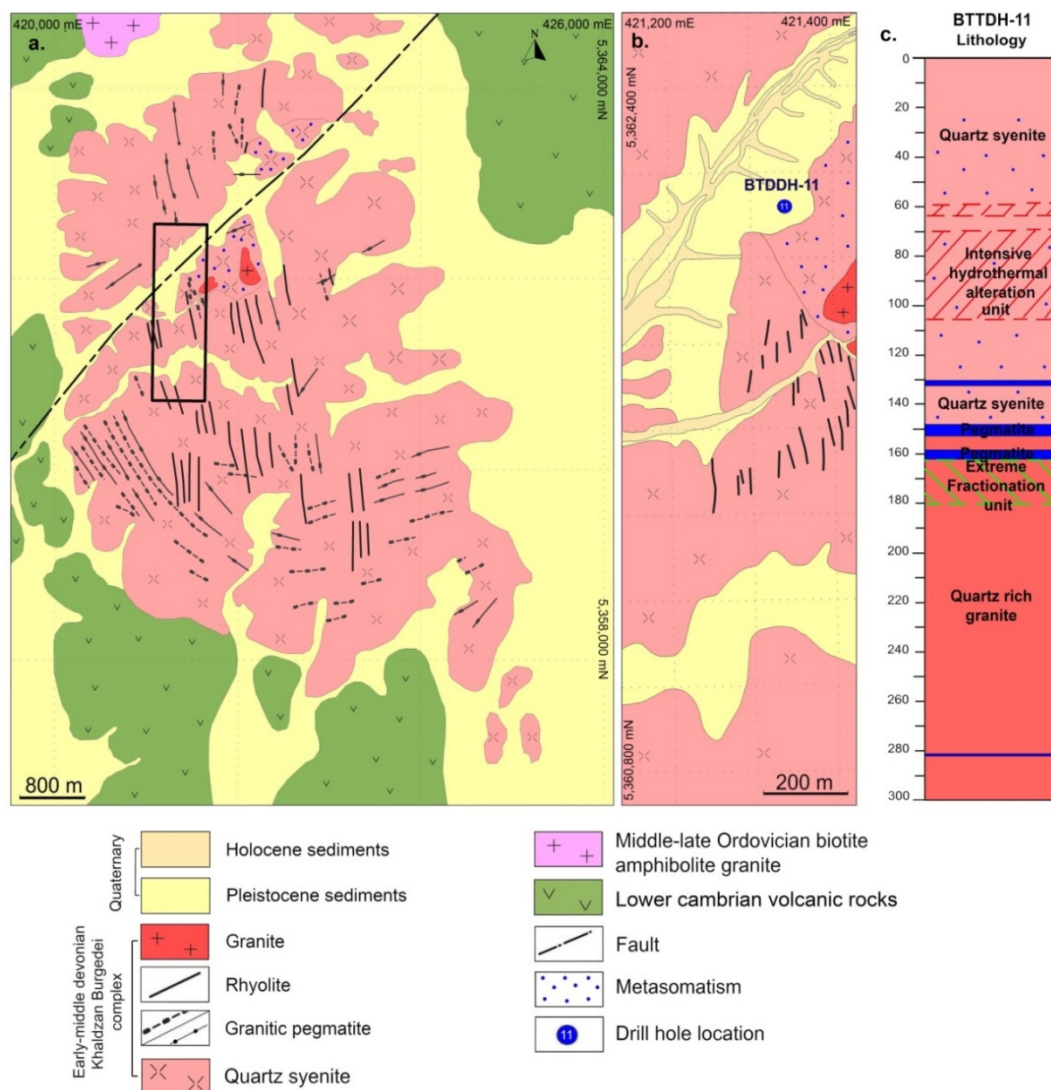 420,000 mE
426,000 mE
a.
N
5,364,000 mN
5,358,000 mN
800 m
421,200 mE
421,400 mE
b.
5,362,400 mN
BTDDH-11
11
5,360,800 mN
200 m
c.
BTTDH-11
Lithology
0
20
40
60
80
100
120
140
160
180
200
220
240
260
280
300
Quartz syenite
Intensive
hydrothermal
alteration
unit
Quartz syenite
Pegmatite
Pegmatite
Extreme
Fractionation
unit
Quartz rich
granite
Quaternary
Holocene sediments
Pleistocene sediments
Early-middle devonian
Khaldzan Burgedei
complex
Granite
Rhyolite
Granitic pegmatite
Quartz syenite
Middle-late Ordovician biotite
amphibolite granite
Lower cambrian volcanic rocks
Fault
Metasomatism
11
Drill hole location